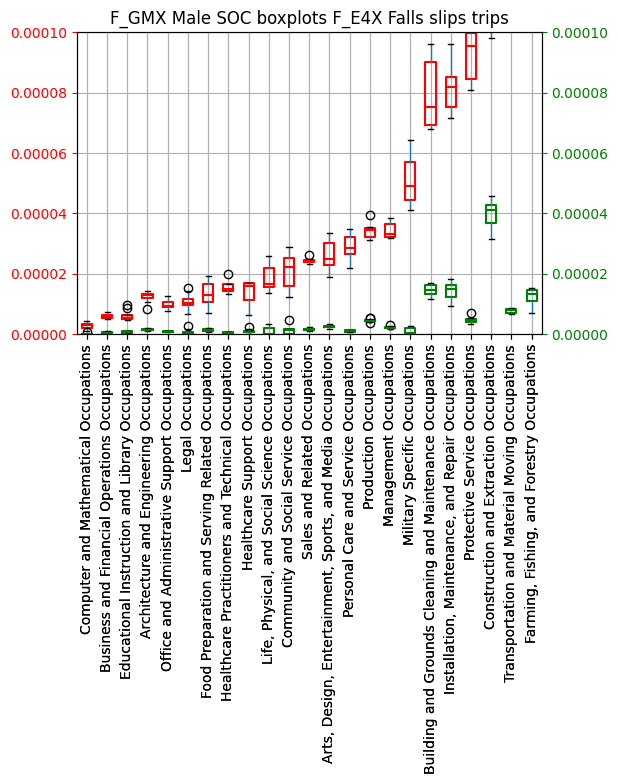 F_GMX Male SOC boxplots F_E4X Falls slips trips
0.00010
0.00008
0.00006
0.00004
0.00002
0.00000
0.00010
0.00008
0.00006
0.00004
0.00002
0.00000
Computer and Mathematical Occupations
Business and Financial Operations Occupations
Educational Instruction and Library Occupations
Architecture and Engineering Occupations
Office and Administrative Support Occupations
Legal Occupations
Food Preparation and Serving Related Occupations
Healthcare Practitioners and Technical Occupations
Healthcare Support Occupations
Life, Physical, and Social Science Occupations
Community and Social Service Occupations
Sales and Related Occupations
Arts, Design, Entertainment, Sports, and Media Occupations
Personal Care and Service Occupations
Production Occupations
Management Occupations
Military Specific Occupations
Building and Grounds Cleaning and Maintenance Occupations
Installation, Maintenance, and Repair Occupations
Protective Service Occupations
Construction and Extraction Occupations
Transportation and Material Moving Occupations
Farming, Fishing, and Forestry Occupations